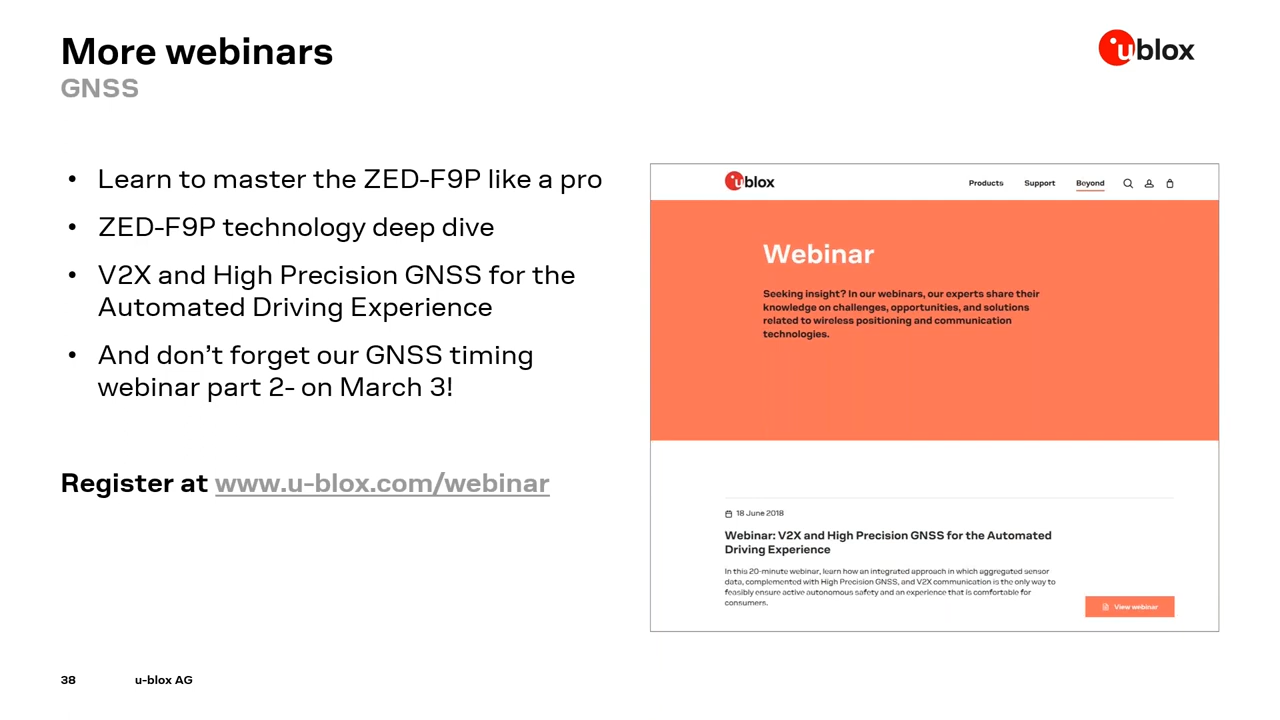 More webinars
GNSS
ublox
• Learn to master the ZED-F9P like a pro
• ZED-F9P technology deep dive
• V2X and High Precision GNSS for the
Automated Driving Experience
• And don’t forget our GNSS timing
webinar part 2- on March 3!
Register at www.u-blox.com/webinar
ublox
Products Support Beyond
Webinar
Seeking insight? In our webinars, our experts share their
knowledge on challenges, opportunities, and solutions
related to wireless positioning and communication
technologies.
18 June 2018
Webinar: V2X and High Precision GNSS for the Automated
Driving Experience
In this 20-minute webinar, learn how an integrated approach in which aggregated sensor
data, complemented with High Precision GNSS, and V2X communication is the only way to
feasibly ensure active autonomous safety and an experience that is comfortable for
consumers.
View webinar
38 u-blox AG